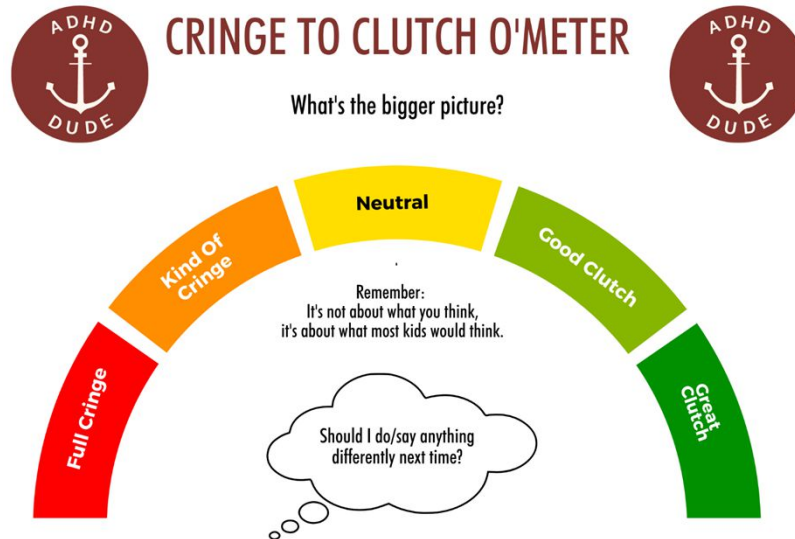 ADHD
DUDE
CRINGE TO CLUTCH O'METER
ADHD
DUDE
What's the bigger picture?
Full Cringe
Kind Of
Cringe
Neutral
Good Clutch
Great
Clutch
Remember:
It's not about what you think,
it's about what most kids would think.
Should I do/say anything
differently next time?